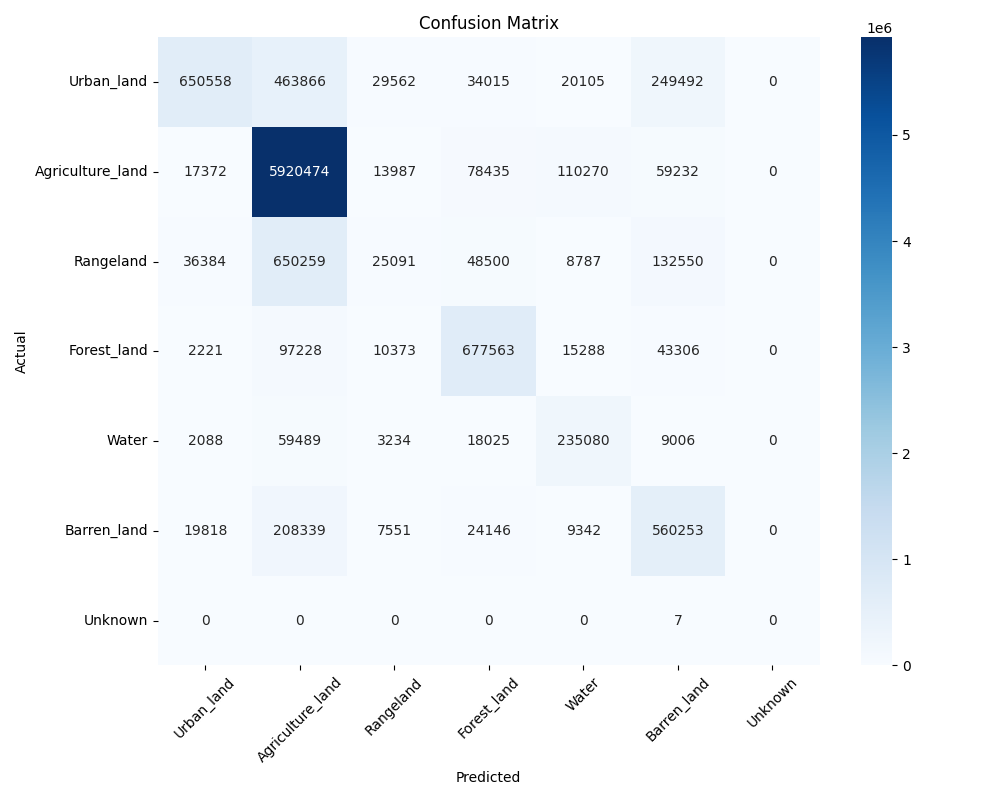 Confusion Matrix
1e6
Urban_land 650558 463866 29562 34015 20105 249492 0
Agriculture_land 17372 5920474 13987 78435 110270 59232 0
Rangeland 36384 650259 25091 48500 8787 132550 0
Forest_land 2221 97228 10373 677563 15288 43306 0
Water 2088 59489 3234 18025 235080 9006 0
Barren_land 19818 208339 7551 24146 9342 560253 0
Unknown 0 0 0 0 0 7 0
Actual
Urban_land Agriculture_land Rangeland Forest_land Water Barren_land Unknown
Predicted
5
4
3
2
1
0